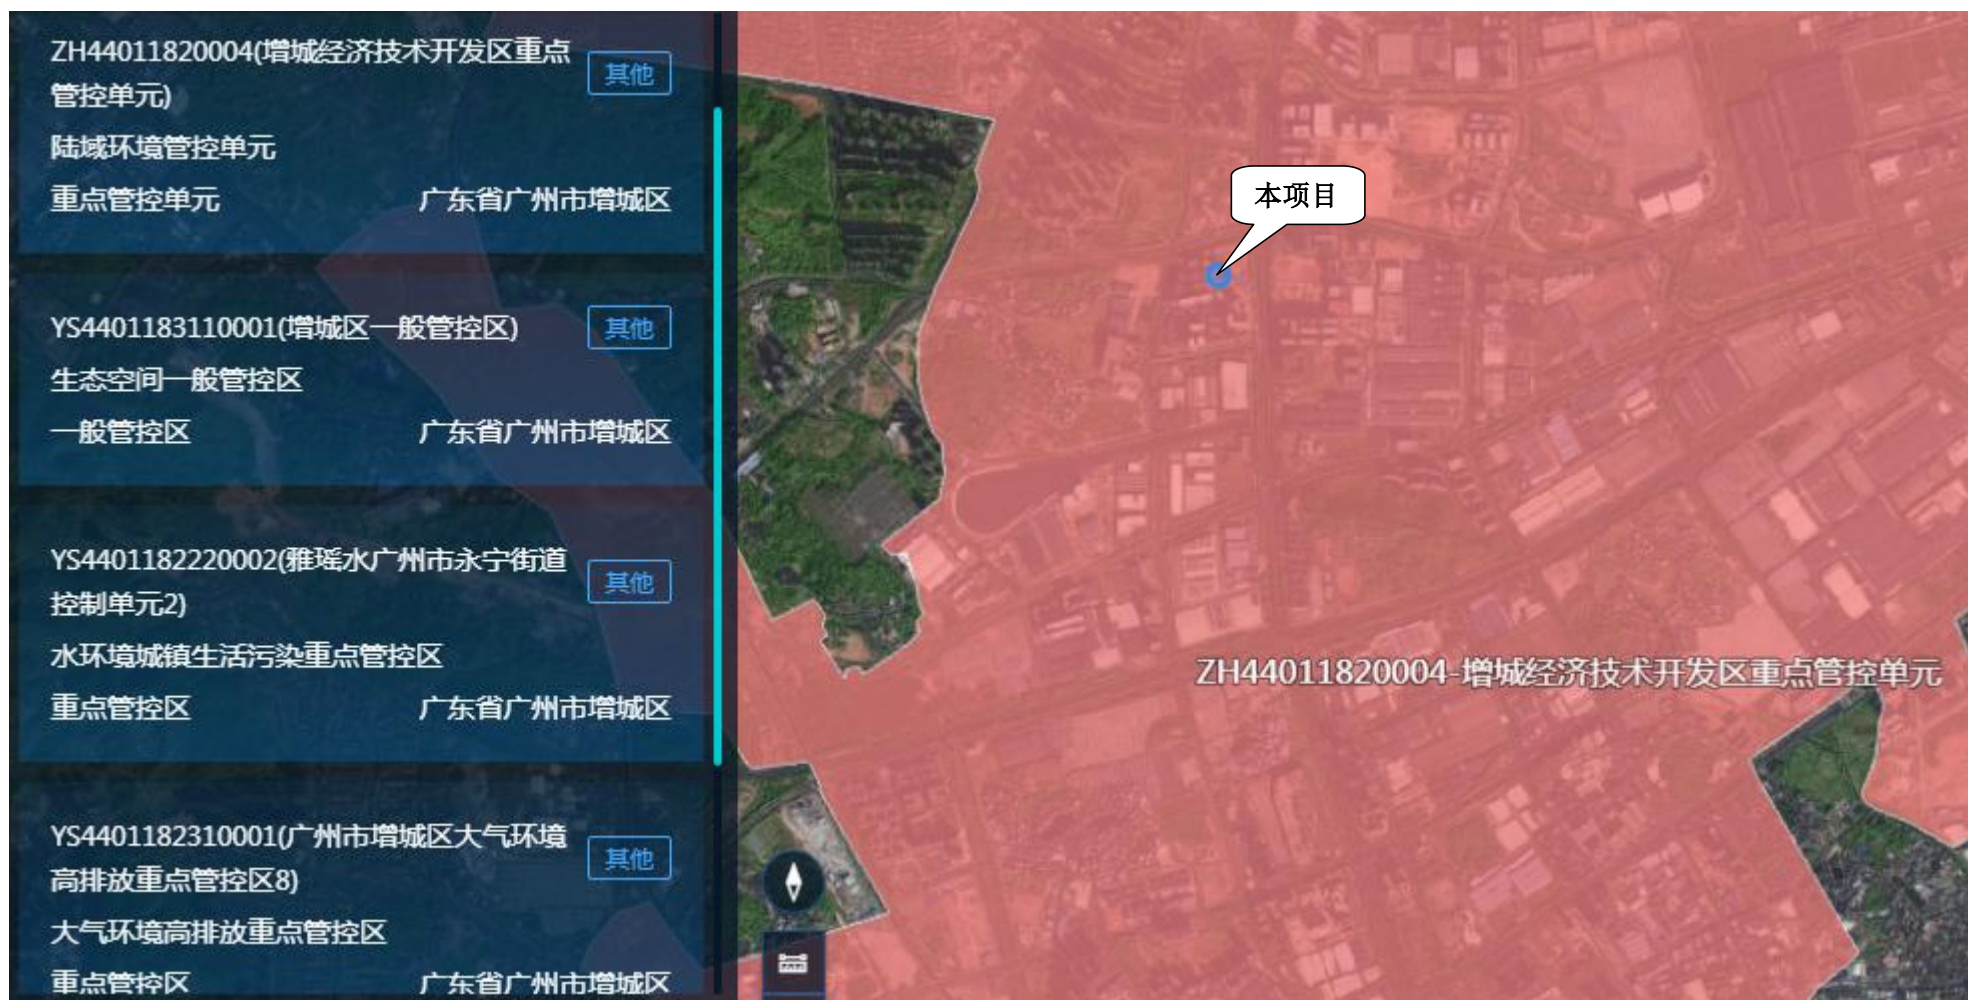 ZH44011820004(增城经济技术开发区重点
管控单元)
其他
陆域环境管控单元
重点管控单元 广东省广州市增城区
YS4401183110001(增城区一般管控区)
其他
生态空间一般管控区
一般管控区 广东省广州市增城区
YS4401182220002(雅瑶水广州市永宁街道
控制单元2)
其他
水环境城镇生活污染重点管控区
重点管控区 广东省广州市增城区
YS4401182310001(广州市增城区大气环境
高排放重点管控区8)
其他
大气环境高排放重点管控区
重点管控区 广东省广州市增城区
本项目
ZH44011820004-增城经济技术开发区重点管控单元